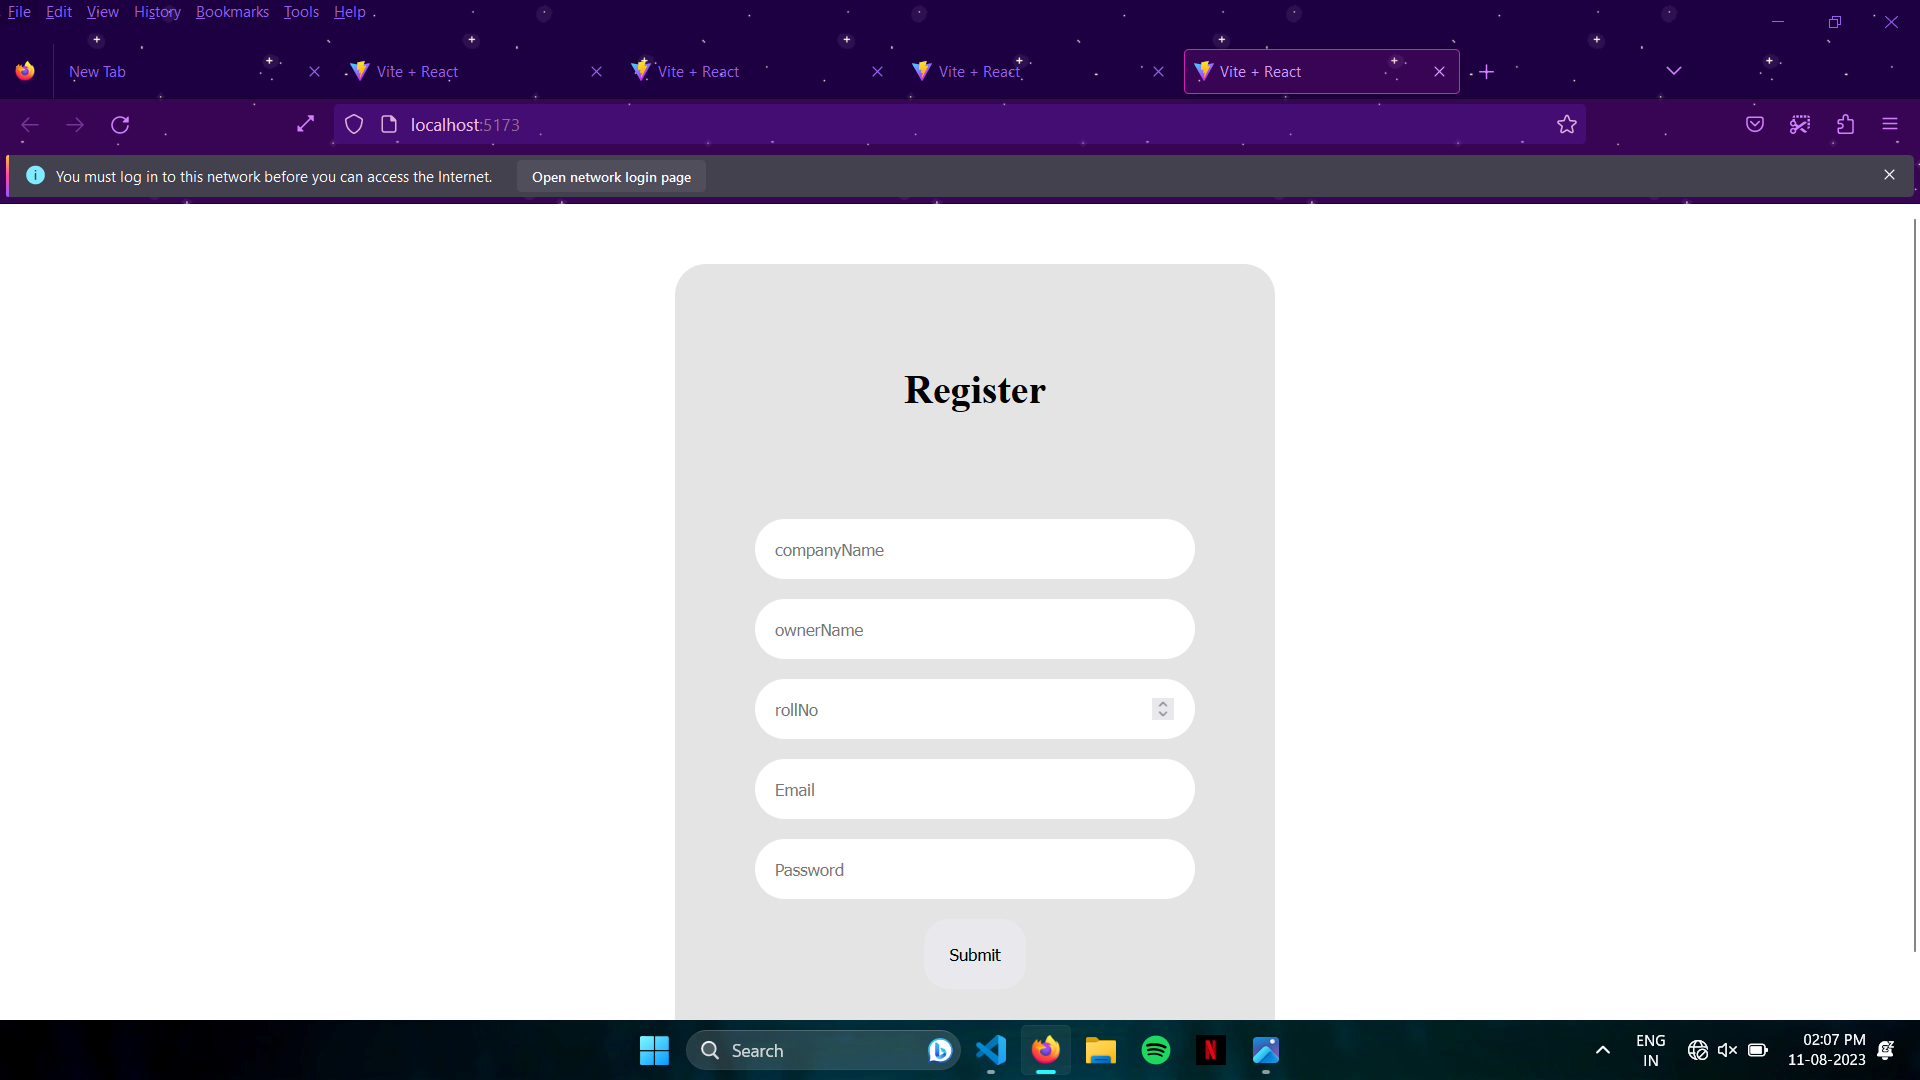 File Edit View History Bookmarks Tools Help
New Tab Vite + React Vite + React Vite + React Vite + React
localhost:5173
You must log in to this network before you can access the Internet. Open network login page
Register
companyName
ownerName
rollNo
Email
Password
Submit
Search
ENG
IN
02:07 PM
11-08-2023